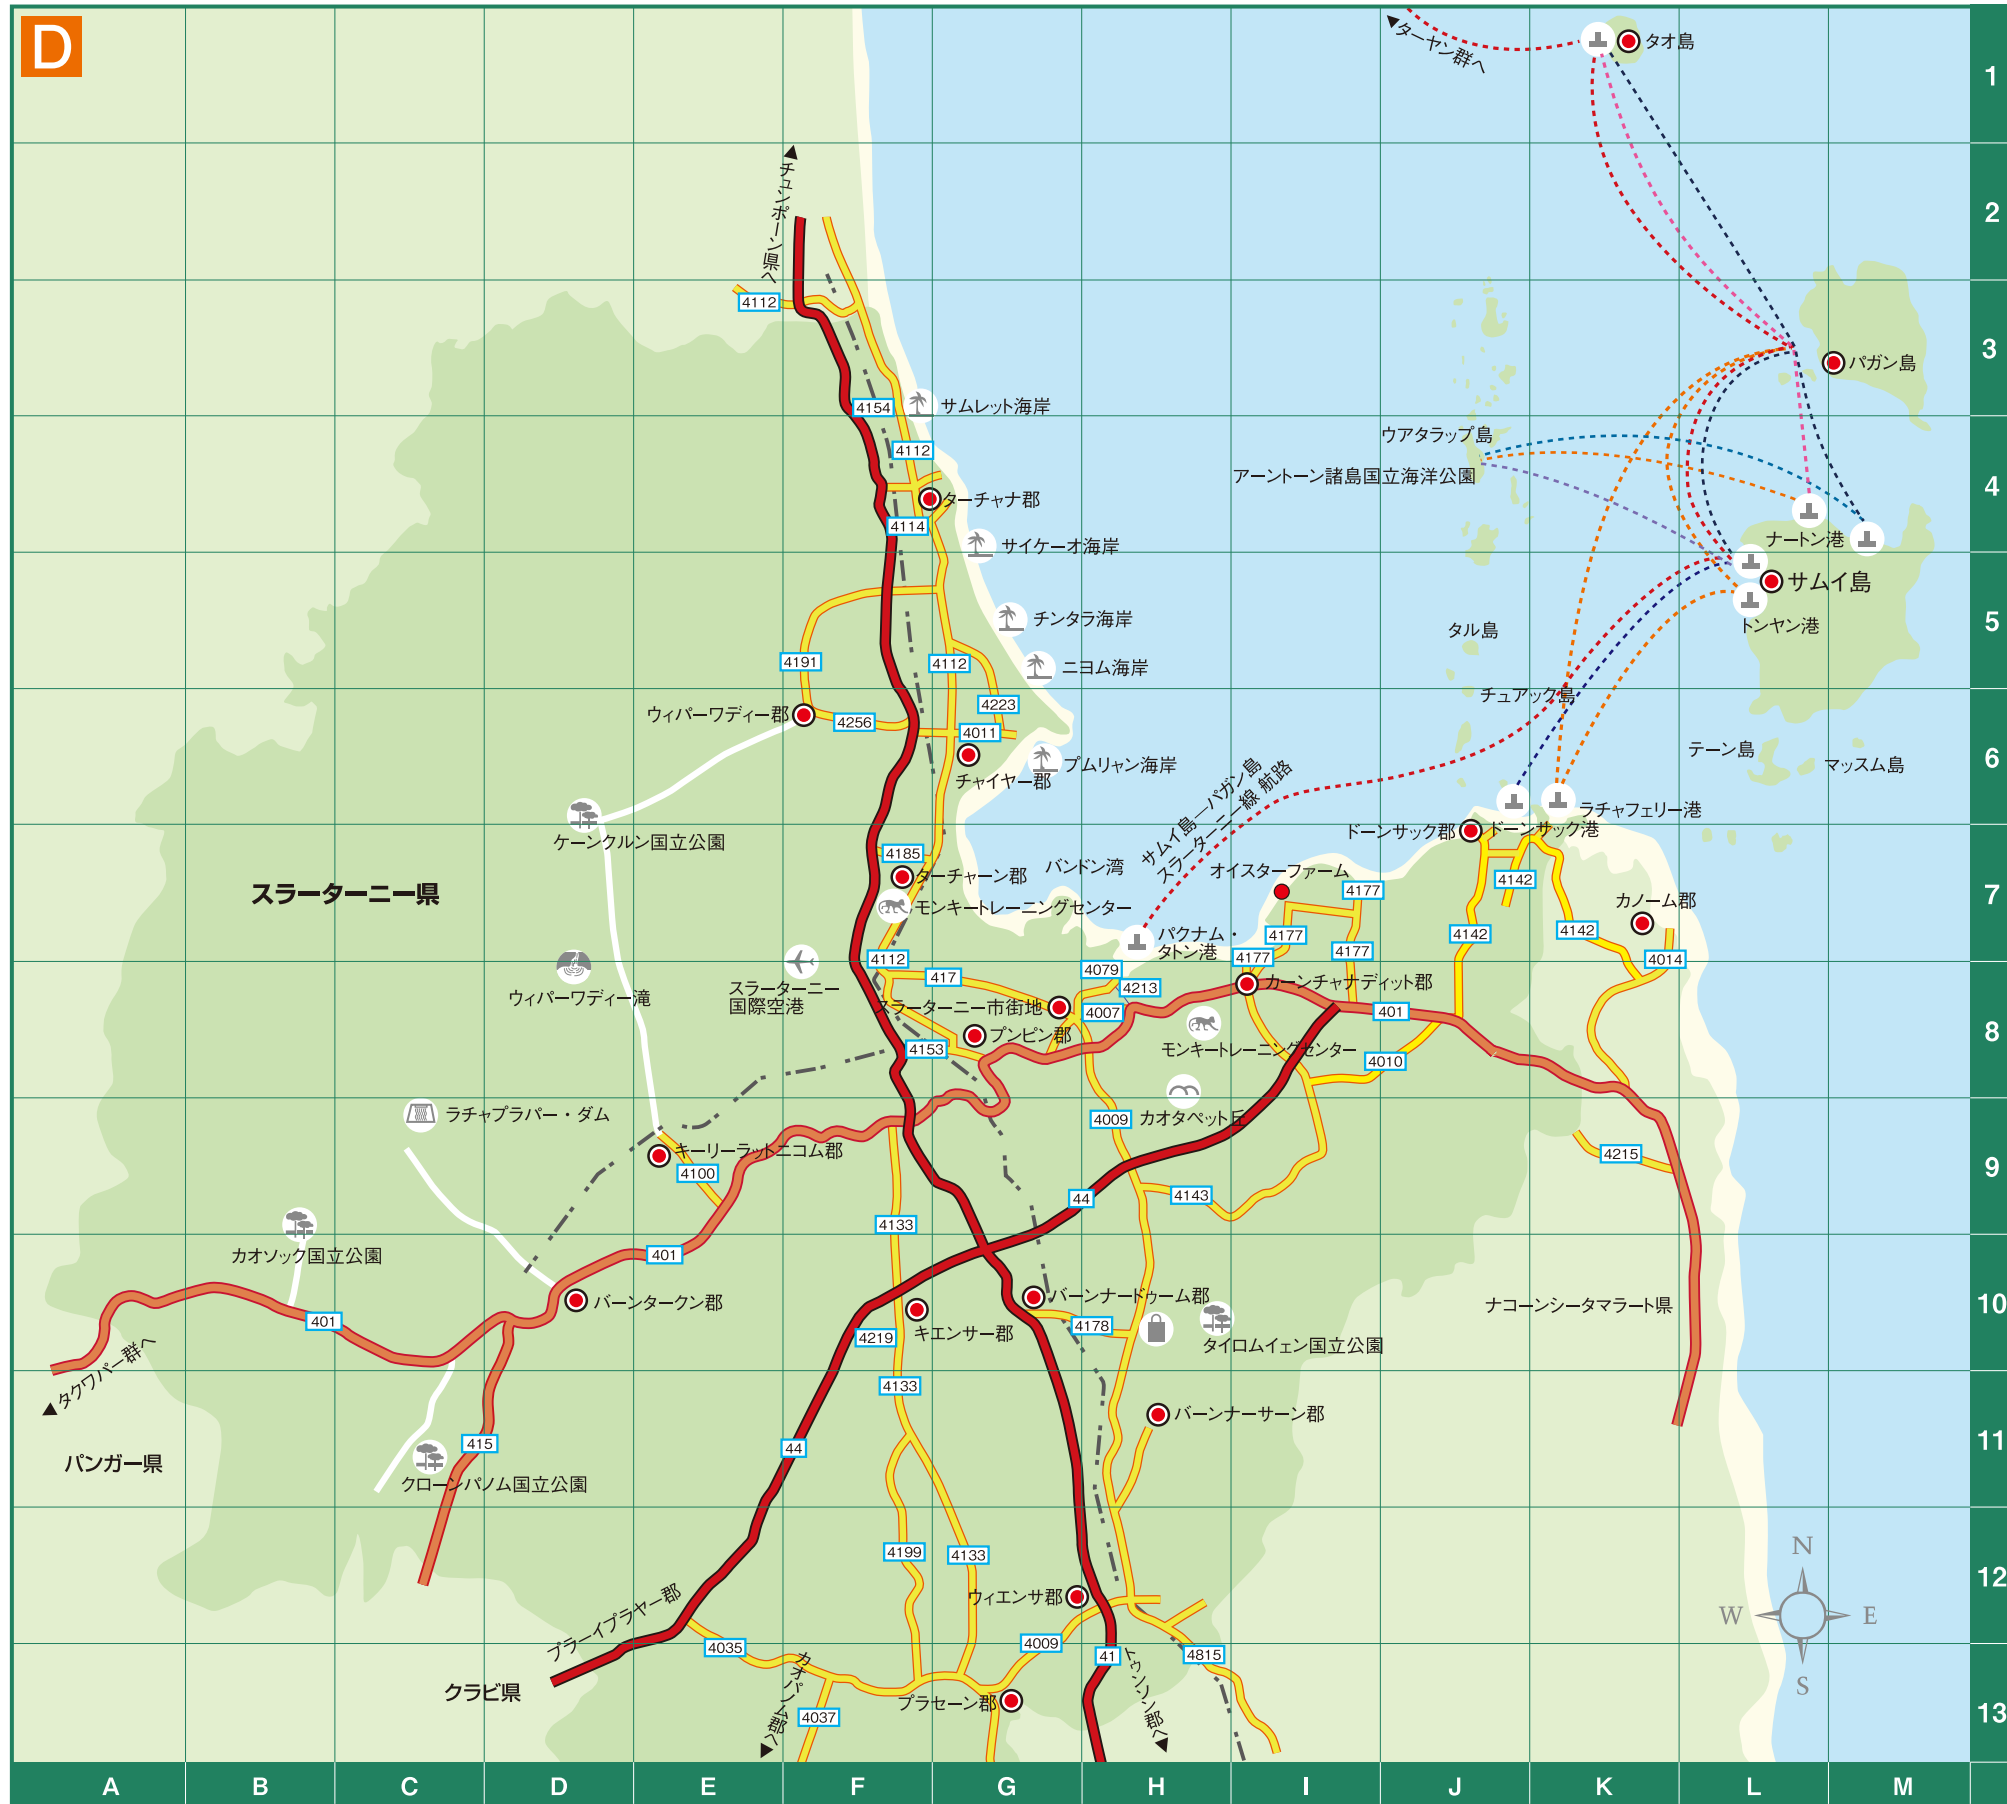 D
ターヤン群へ
タオ島
1
チュンポーン県へ
2
4112
3
パガン島
4154
サムレット海岸
ウアタラップ島
4112
アーントーン諸島国立海洋公園
4
ターチャナ郡
4114
ナートン港
サイケーオ海岸
サムイ島
チンタラ海岸
トンヤン港
タル島
5
4191
4112
ニヨム海岸
チュアック島
4223
ウィパーワディー郡
4256
4011
テーン島
6
チャイヤー郡
プムリャン海岸
マッスム島
サムイ島―パガン島
スラーターニー線 航路
ラチャフェリー港
ケーンクルン国立公園
ドーンサック郡
ドーンサック港
4185
バンドン湾
オイスターファーム
ターチャーン郡
4142
4177
スラーターニー県
7
カノーム郡
モンキートレーニングセンター
4177
4142
4142
パクナム・
タトン港
4177
4177
4112
4014
4079
417
スラーターニー
国際空港
4213
カーンチャナディット郡
ウィパーワディー滝
スラーターニー市街地
4007
401
プンピン郡
8
4153
モンキートレーニングセンター
4010
ラチャプラパー・ダム
4009
カオタペット丘
キーリーラットニコム郡
4100
4215
9
44
4143
4133
カオソック国立公園
401
バーンタークン郡
バーンナードゥーム郡
ナコーンシータマラート県
10
401
キエンサー郡
4178
4219
タイロムイェン国立公園
タクワパー群へ
4133
バーンナーサーン郡
415
44
11
パンガー県
クローンパノム国立公園
4199
4133
N
12
ウィエンサ郡
W
E
プラーイプラヤー郡
4035
4009
41
4815
S
カオパノム郡へ
トゥンソン郡へ
クラビ県
プラセーン郡
4037
13
A
B
C
D
E
F
G
H
I
J
K
L
M